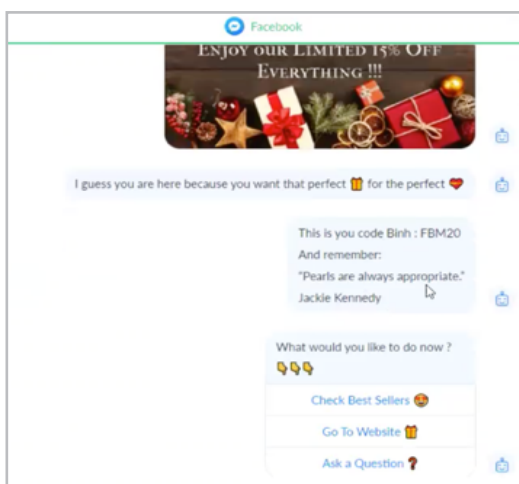 Facebook
ENJOY OUR LIMITED 15% OFF
EVERYTHING !!!
I guess you are here because you want that perfect 🎁 for the perfect 💝
This is you code Binh : FBM20
And remember:
"Pearls are always appropriate."
Jackie Kennedy
What would you like to do now ?
👇👇👇
Check Best Sellers 🤩
Go To Website 🎁
Ask a Question ❓